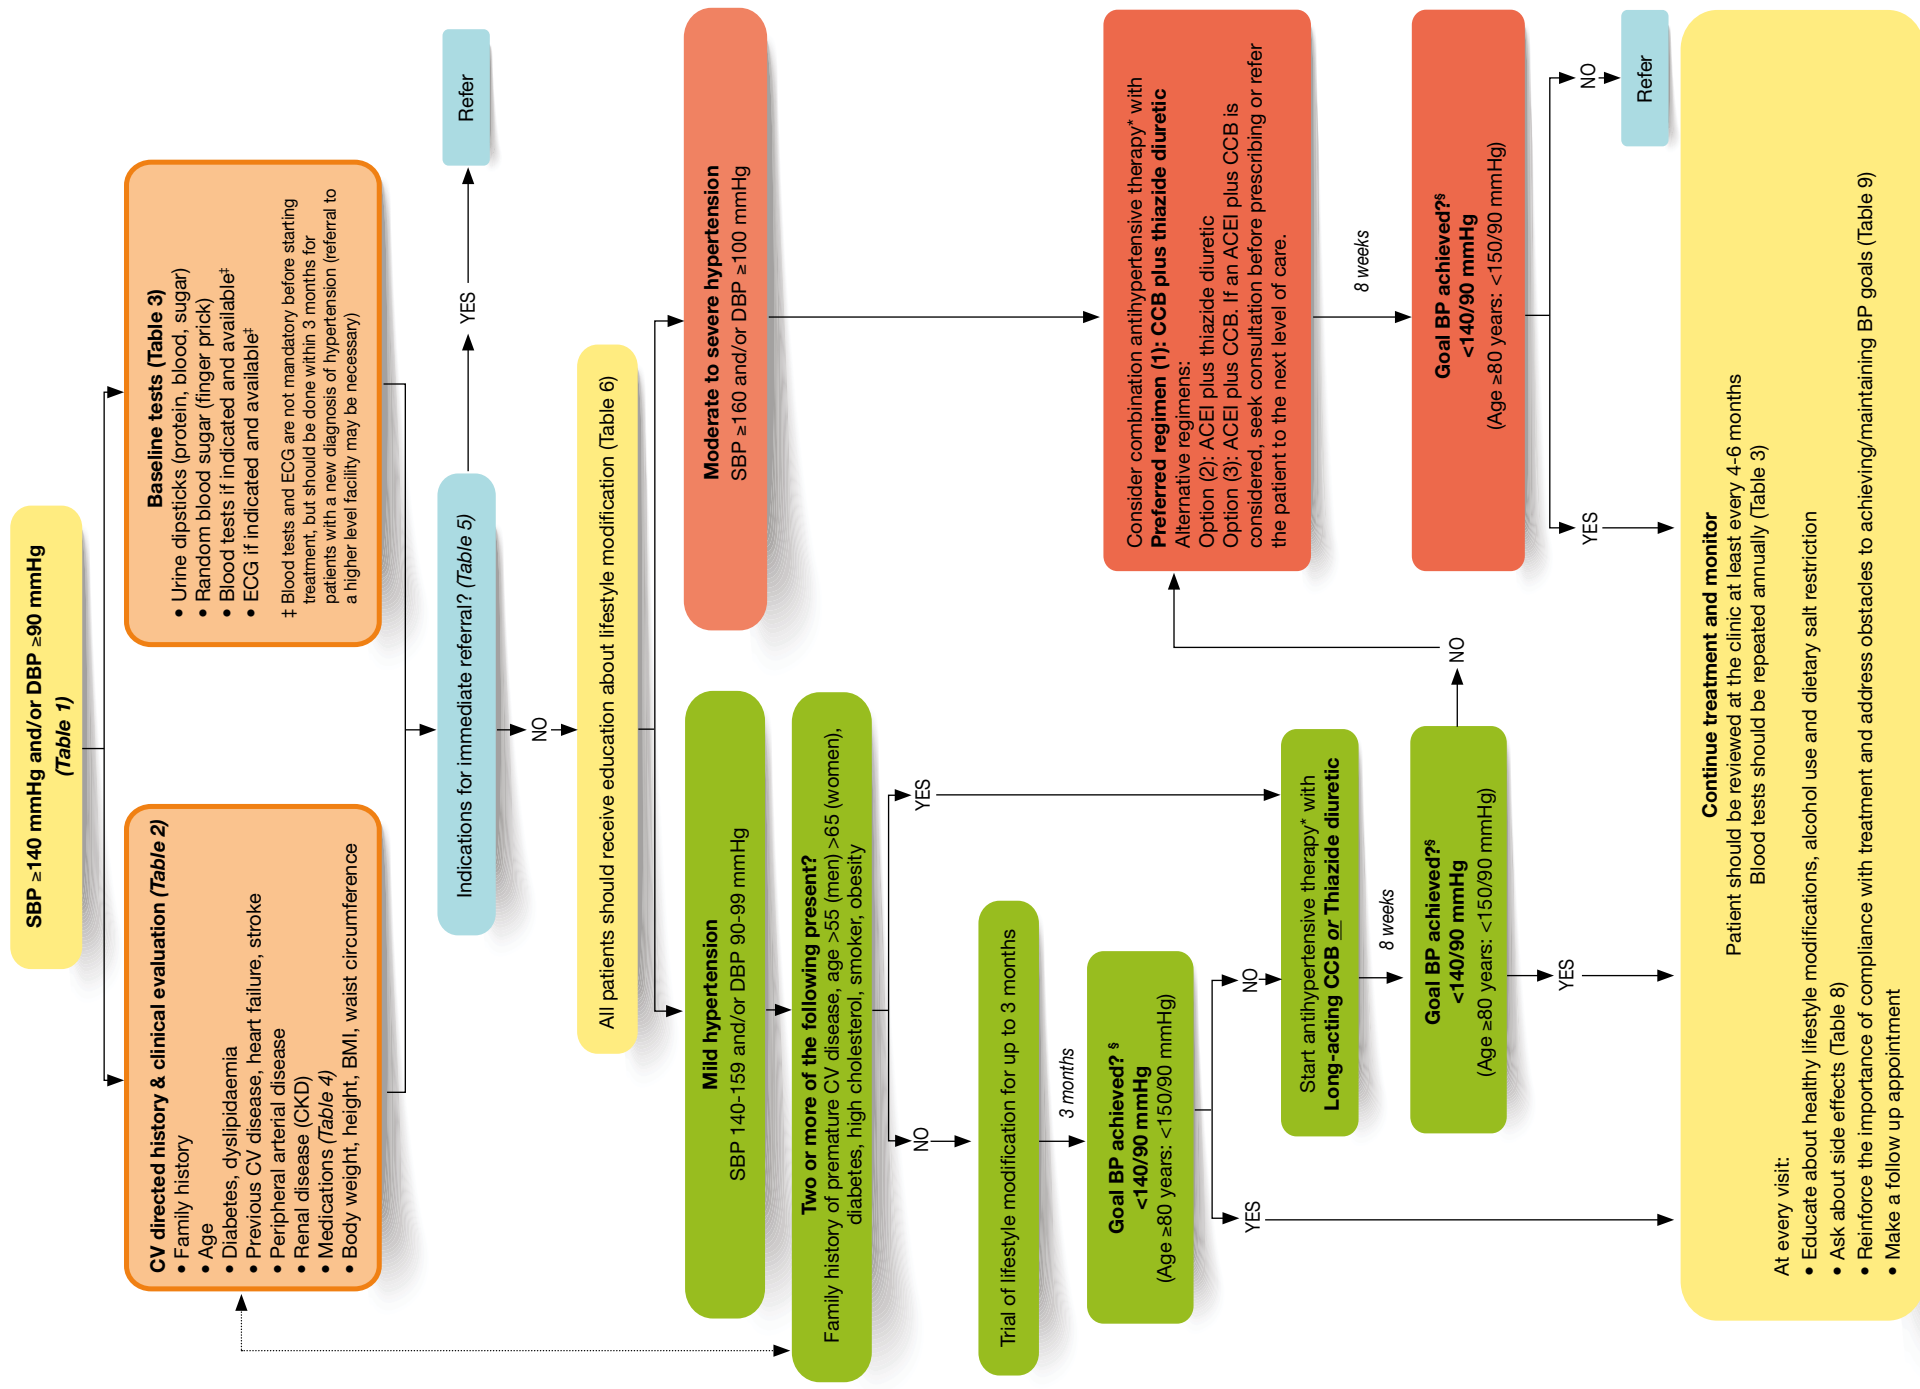 SBP ≥140 mmHg and/or DBP ≥90 mmHg
(Table 1)
CV directed history & clinical evaluation (Table 2)
• Family history
• Age
• Diabetes, dyslipidaemia
• Previous CV disease, heart failure, stroke
• Peripheral arterial disease
• Renal disease (CKD)
• Medications (Table 4)
• Body weight, height, BMI, waist circumference
Baseline tests (Table 3)
• Urine dipsticks (protein, blood, sugar)
• Random blood sugar (finger prick)
• Blood tests if indicated and available‡
• ECG if indicated and available‡
‡ Blood tests and ECG are not mandatory before starting
treatment, but should be done within 3 months for
patients with a new diagnosis of hypertension (referral to
a higher level facility may be necessary)
Indications for immediate referral? (Table 5)
YES
Refer
NO
All patients should receive education about lifestyle modification (Table 6)
Mild hypertension
SBP 140-159 and/or DBP 90-99 mmHg
Moderate to severe hypertension
SBP ≥160 and/or DBP ≥100 mmHg
Two or more of the following present?
Family history of premature CV disease, age >55 (men) >65 (women),
diabetes, high cholesterol, smoker, obesity
NO
YES
Trial of lifestyle modification for up to 3 months
3 months
Goal BP achieved? §
<140/90 mmHg
(Age ≥80 years: <150/90 mmHg)
YES
NO
Start antihypertensive therapy* with
Long-acting CCB or Thiazide diuretic
8 weeks
Goal BP achieved?§
<140/90 mmHg
(Age ≥80 years: <150/90 mmHg)
YES
NO
Consider combination antihypertensive therapy* with
Preferred regimen (1): CCB plus thiazide diuretic
Alternative regimens:
Option (2): ACEI plus thiazide diuretic
Option (3): ACEI plus CCB. If an ACEI plus CCB is
considered, seek consultation before prescribing or refer
the patient to the next level of care.
8 weeks
Goal BP achieved?§
<140/90 mmHg
(Age ≥80 years: <150/90 mmHg)
YES
NO
Refer
Continue treatment and monitor
Patient should be reviewed at the clinic at least every 4-6 months
Blood tests should be repeated annually (Table 3)
At every visit:
• Educate about healthy lifestyle modifications, alcohol use and dietary salt restriction
• Ask about side effects (Table 8)
• Reinforce the importance of compliance with treatment and address obstacles to achieving/maintaining BP goals (Table 9)
• Make a follow up appointment